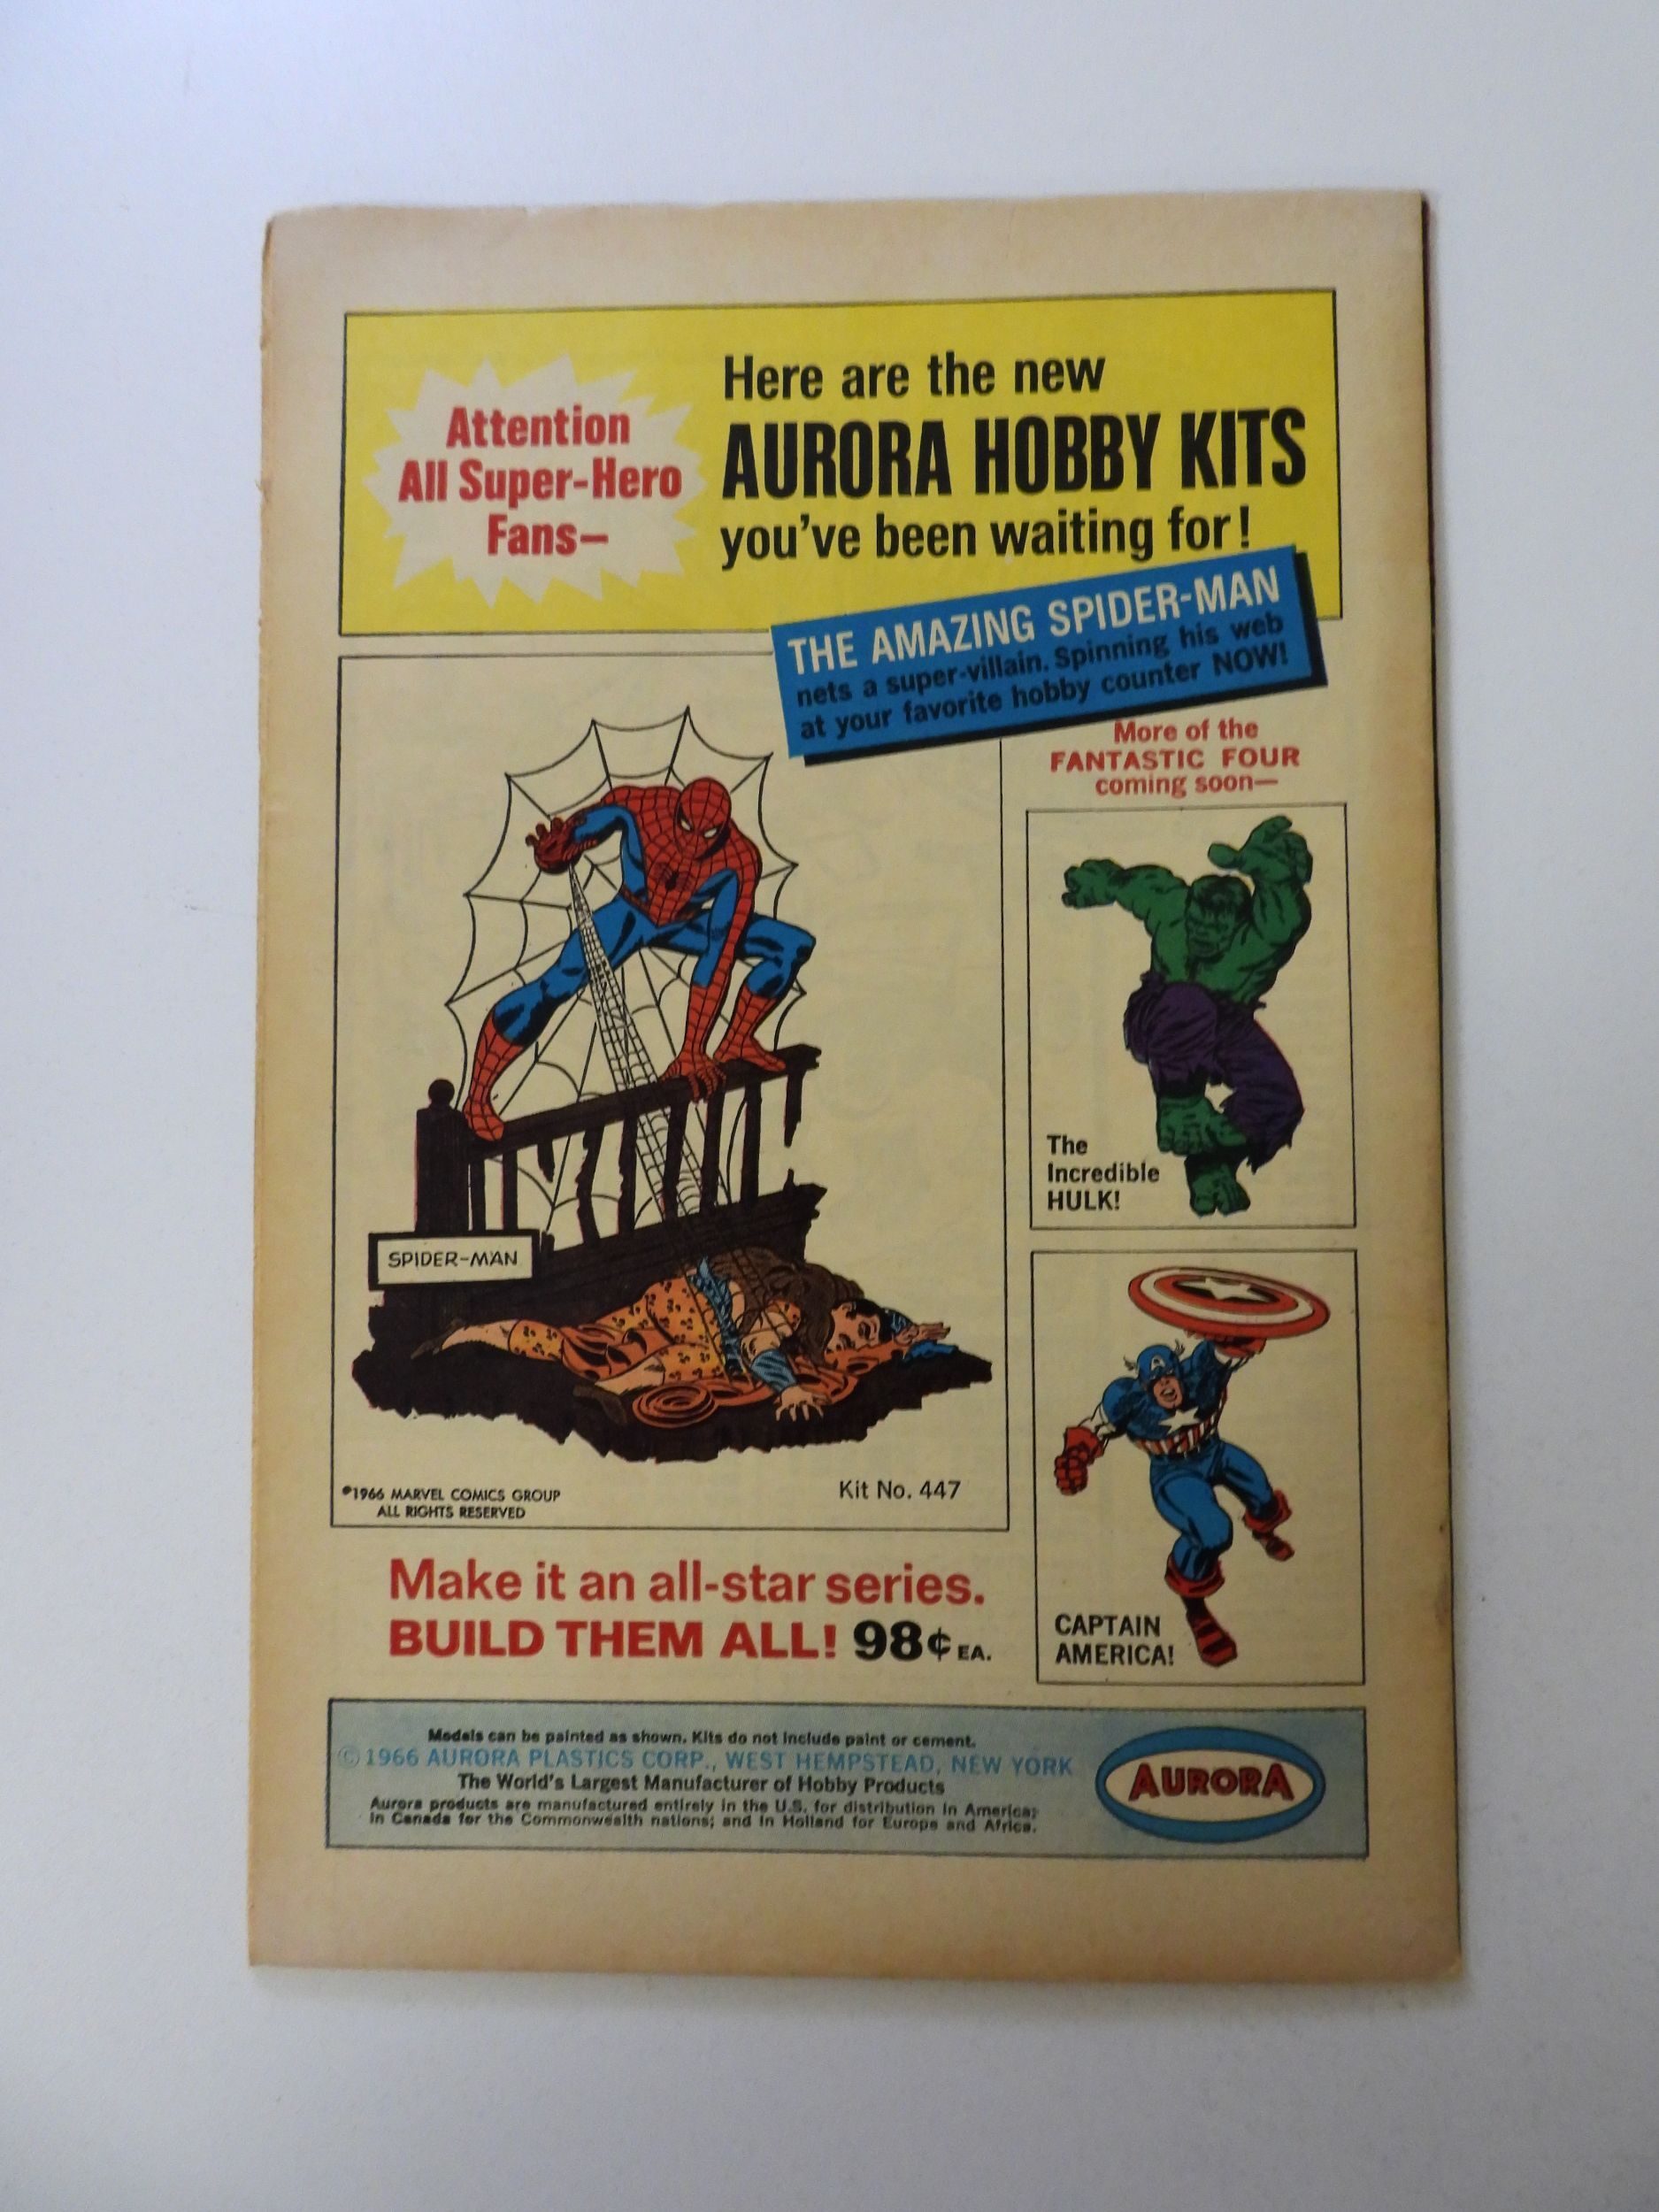 Attention
All Super-Hero
Fans—
Here are the new
AURORA HOBBY KITS
you've been waiting for!
THE AMAZING SPIDER-MAN
nets a super-villain. Spinning his web
at your favorite hobby counter NOW!
More of the
FANTASTIC FOUR
coming soon—
The
Incredible
HULK!
SPIDER-MAN
©1966 MARVEL COMICS GROUP
ALL RIGHTS RESERVED
Kit No. 447
CAPTAIN
AMERICA!
Make it an all-star series.
BUILD THEM ALL! 98¢ EA.
Models can be painted as shown. Kits do not include paint or cement.
© 1966 AURORA PLASTICS CORP., WEST HEMPSTEAD, NEW YORK
The World's Largest Manufacturer of Hobby Products
Aurora products are manufactured entirely in the U.S. for distribution in America;
in Canada for the Commonwealth nations; and in Holland for Europe and Africa.
AURORA